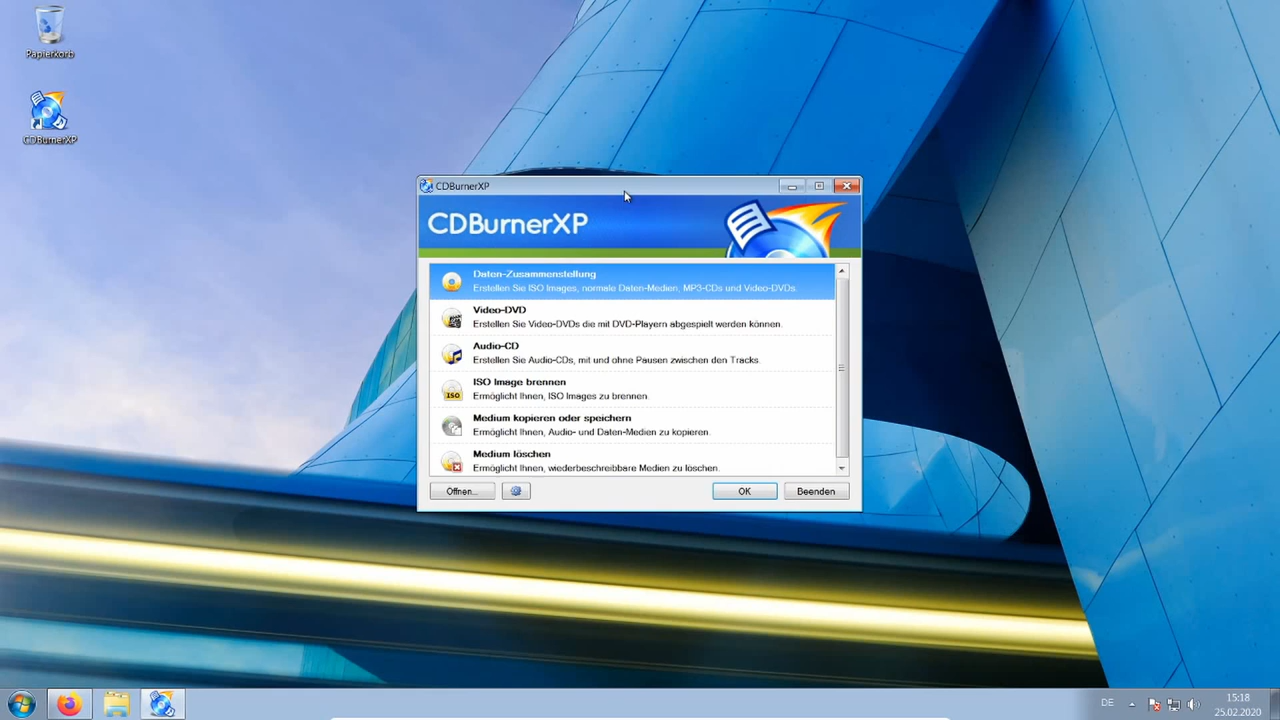 Papierkorb
CDBurnerXP
CDBurnerXP
CDBurnerXP
Daten-Zusammenstellung
Erstellen Sie ISO Images, normale Daten-Medien, MP3-CDs und Video-DVDs.
Video-DVD
Erstellen Sie Video-DVDs die mit DVD-Playern abgespielt werden können.
Audio-CD
Erstellen Sie Audio-CDs, mit und ohne Pausen zwischen den Tracks.
ISO Image brennen
Ermöglicht Ihnen, ISO Images zu brennen.
ISO
Medium kopieren oder speichern
Ermöglicht Ihnen, Audio- und Daten-Medien zu kopieren.
Medium löschen
Ermöglicht Ihnen, wiederbeschreibbare Medien zu löschen.
Öffnen... OK Beenden
DE 15:18
25.02.2020